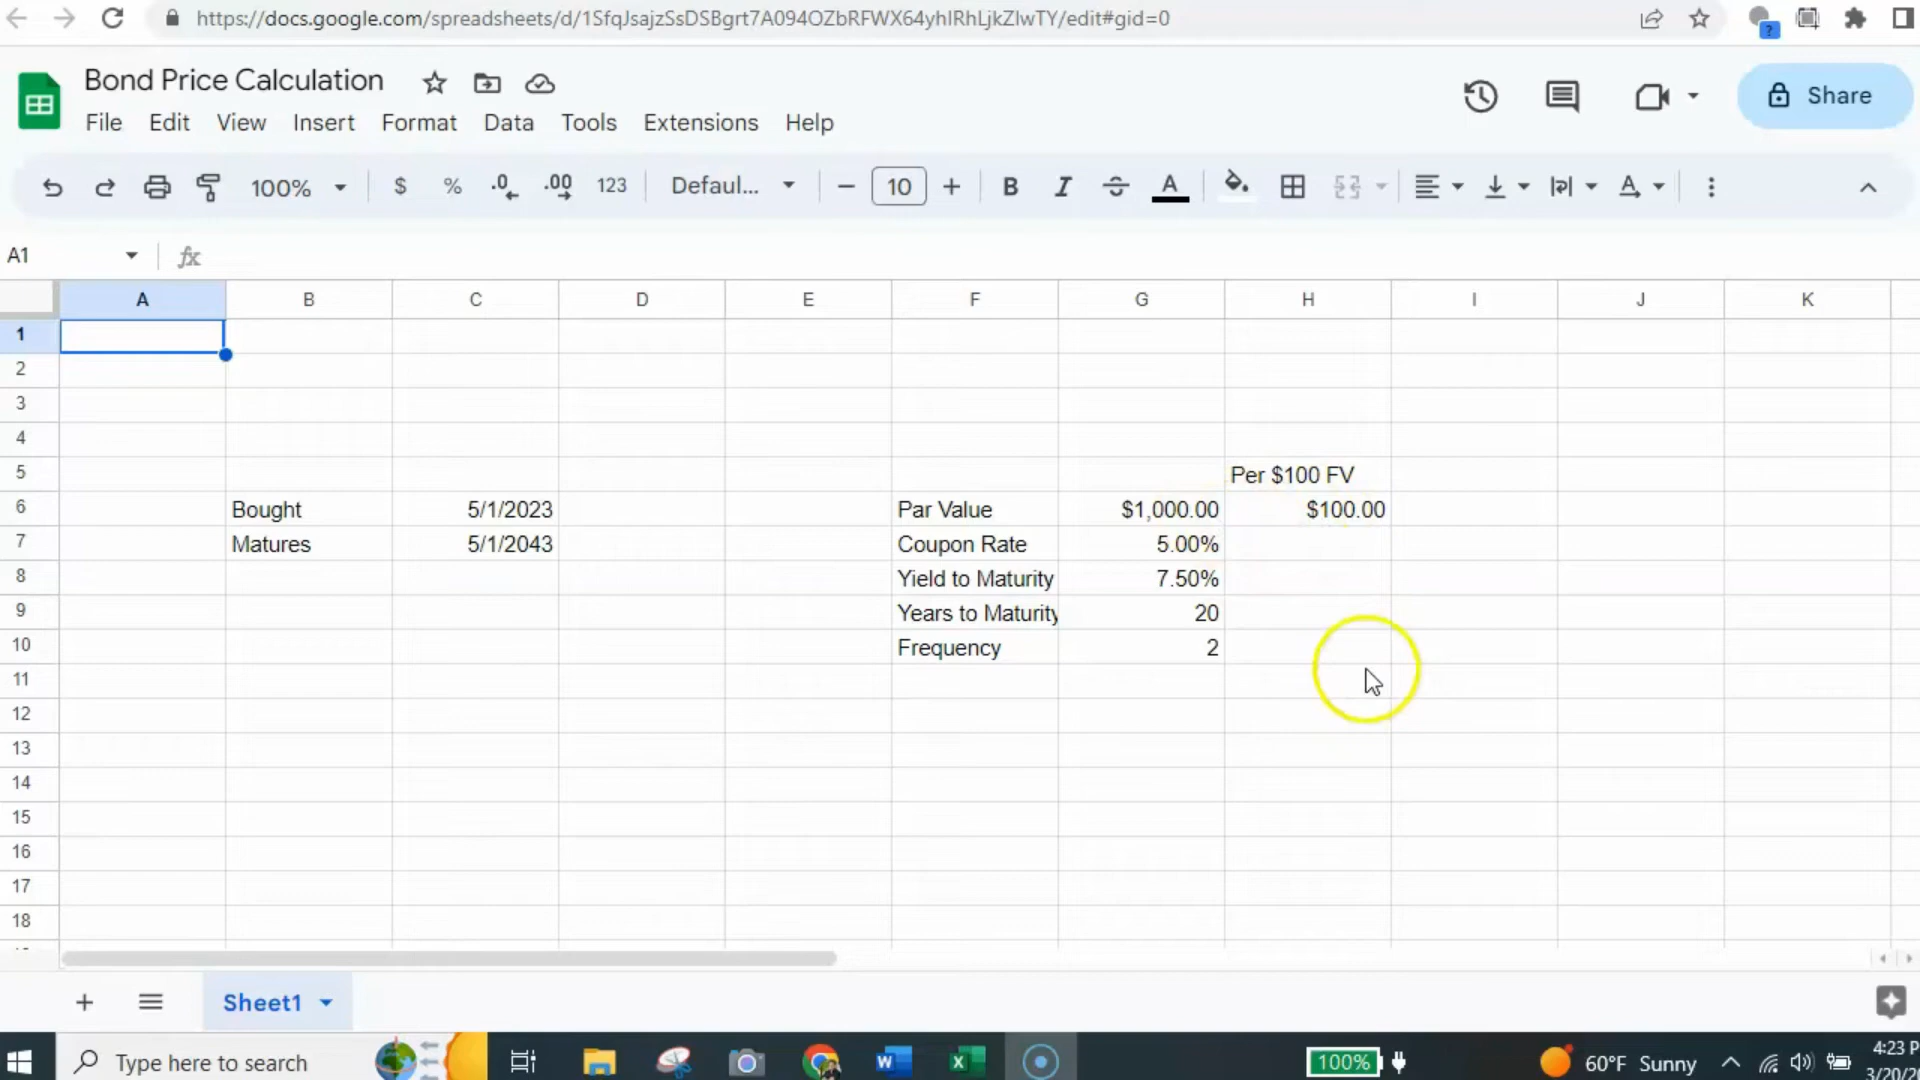 https://docs.google.com/spreadsheets/d/1SfqJsajzSsDSBgrt7A094OZbRFWX64yhIRhLjkZIwTY/edit#gid=0
?
Bond Price Calculation
Share
File Edit View Insert Format Data Tools Extensions Help
100% $ % .0 .00 123 Defaul... 10 B I S A
A1 fx
A B C D E F G H I J K
1
2
3
4
5 Per $100 FV
6 Bought 5/1/2023 Par Value $1,000.00 $100.00
7 Matures 5/1/2043 Coupon Rate 5.00%
8 Yield to Maturity 7.50%
9 Years to Maturity 20
10 Frequency 2
11
12
13
14
15
16
17
18
Sheet1
Type here to search
W X
100%
60°F Sunny
4:23 P
3/20/20